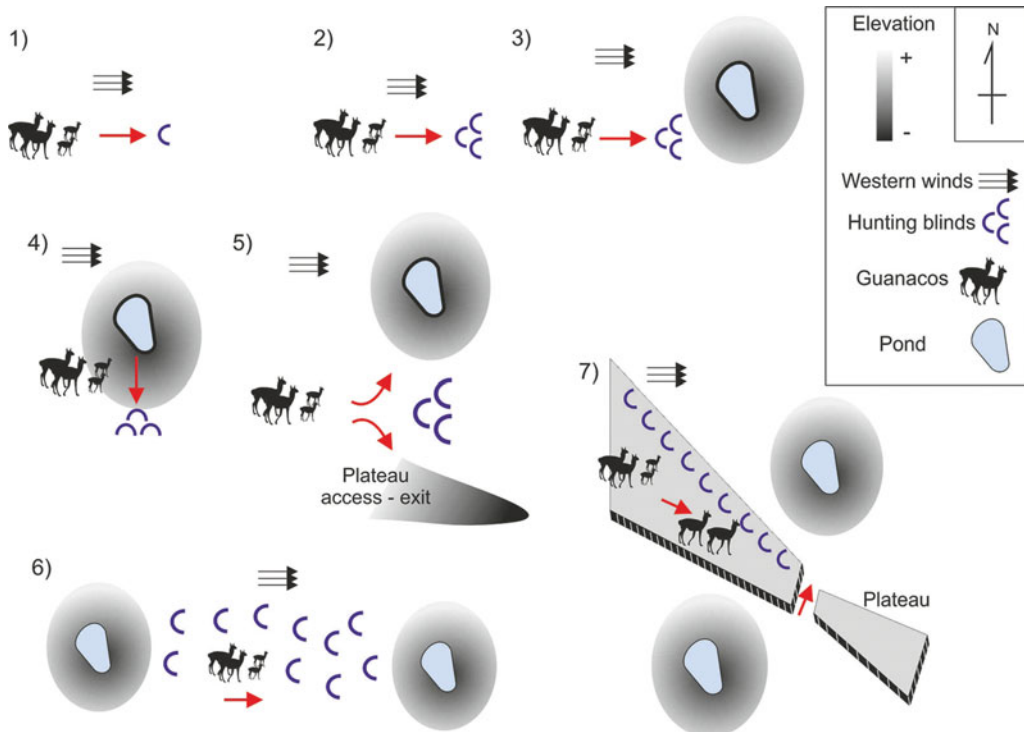 1)
2)
3)
Elevation
+
-
N
Western winds
Hunting blinds
Guanacos
Pond
4)
5)
Plateau
access - exit
6)
7)
Plateau